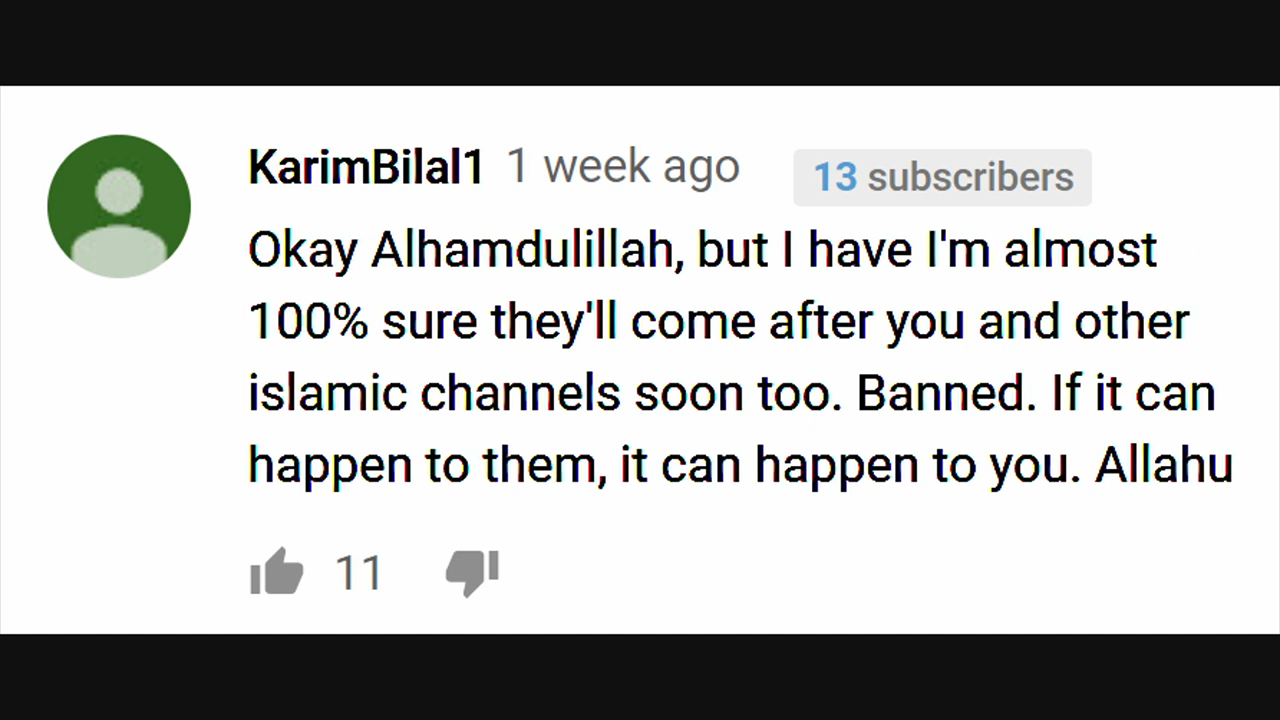 KarimBilal1 1 week ago 13 subscribers
Okay Alhamdulillah, but I have I'm almost
100% sure they'll come after you and other
islamic channels soon too. Banned. If it can
happen to them, it can happen to you. Allahu
11